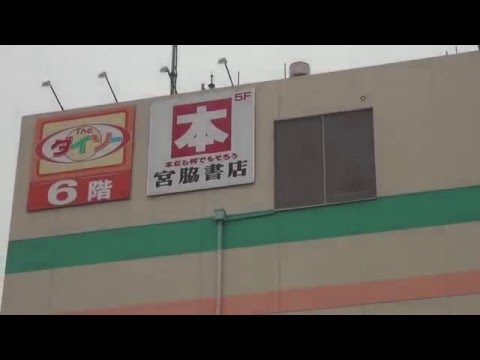 The
ダイソー
6階
5F
本
本なら何でもそろう
宮脇書店